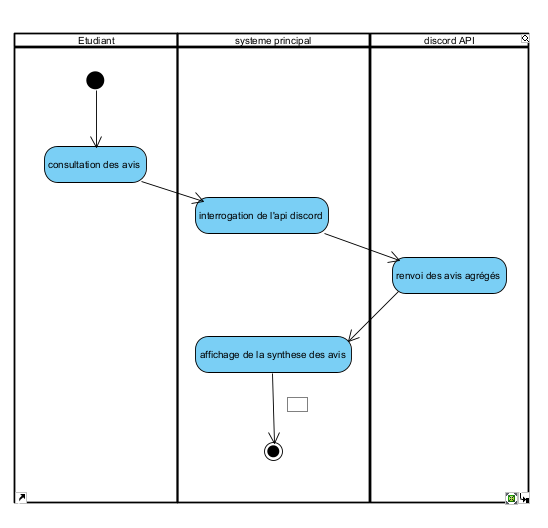 Etudiant
systeme principal
discord API
consultation des avis
interrogation de l'api discord
renvoi des avis agrégés
affichage de la synthese des avis